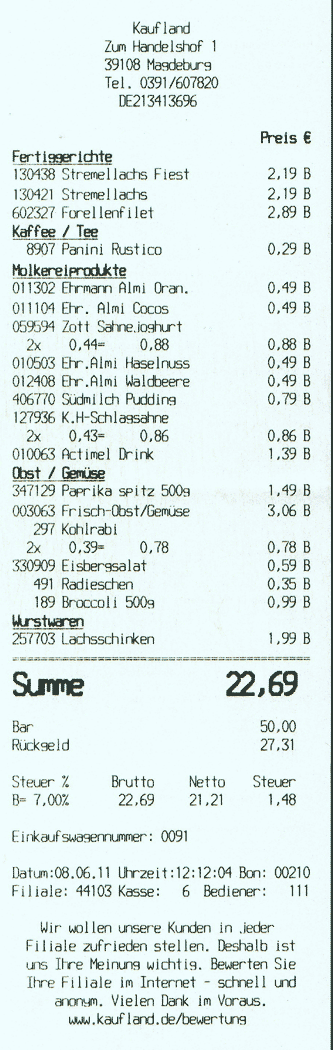 Kaufland
Zum Handelshof 1
39108 Magdeburg
Tel. 0391/607820
DE213413696
Preis €
Fertiggerichte
130438 Stremellachs Fiest 2,19 B
130421 Stremellachs 2,19 B
602327 Forellenfilet 2,89 B
Kaffee / Tee
8907 Panini Rustico 0,29 B
Molkereiprodukte
011302 Ehrmann Almi Oran. 0,49 B
011104 Ehr. Almi Cocos 0,49 B
059594 Zott Sahnejoghurt
2x 0,44= 0,88 0,88 B
010503 Ehr.Almi Haselnuss 0,49 B
012408 Ehr.Almi Waldbeere 0,49 B
406770 Südmilch Pudding 0,79 B
127936 K.H-Schlagsahne
2x 0,43= 0,86 0,86 B
010063 Actimel Drink 1,39 B
Obst / Gemüse
347129 Paprika spitz 500g 1,49 B
003063 Frisch-Obst/Gemüse 3,06 B
297 Kohlrabi
2x 0,39= 0,78 0,78 B
330909 Eisbergsalat 0,59 B
491 Radieschen 0,35 B
189 Broccoli 500g 0,99 B
Wurstwaren
257703 Lachsschinken 1,99 B
Summe 22,69
Bar 50,00
Rückgeld 27,31
Steuer % Brutto Netto Steuer
B= 7,00% 22,69 21,21 1,48
Einkaufswagennummer: 0091
Datum:08.06.11 Uhrzeit:12:12:04 Bon: 00210
Filiale: 44103 Kasse: 6 Bediener: 111
Wir wollen unsere Kunden in jeder
Filiale zufrieden stellen. Deshalb ist
uns Ihre Meinung wichtig. Bewerten Sie
Ihre Filiale im Internet - schnell und
anonym. Vielen Dank im Voraus.
www.kaufland.de/bewertung